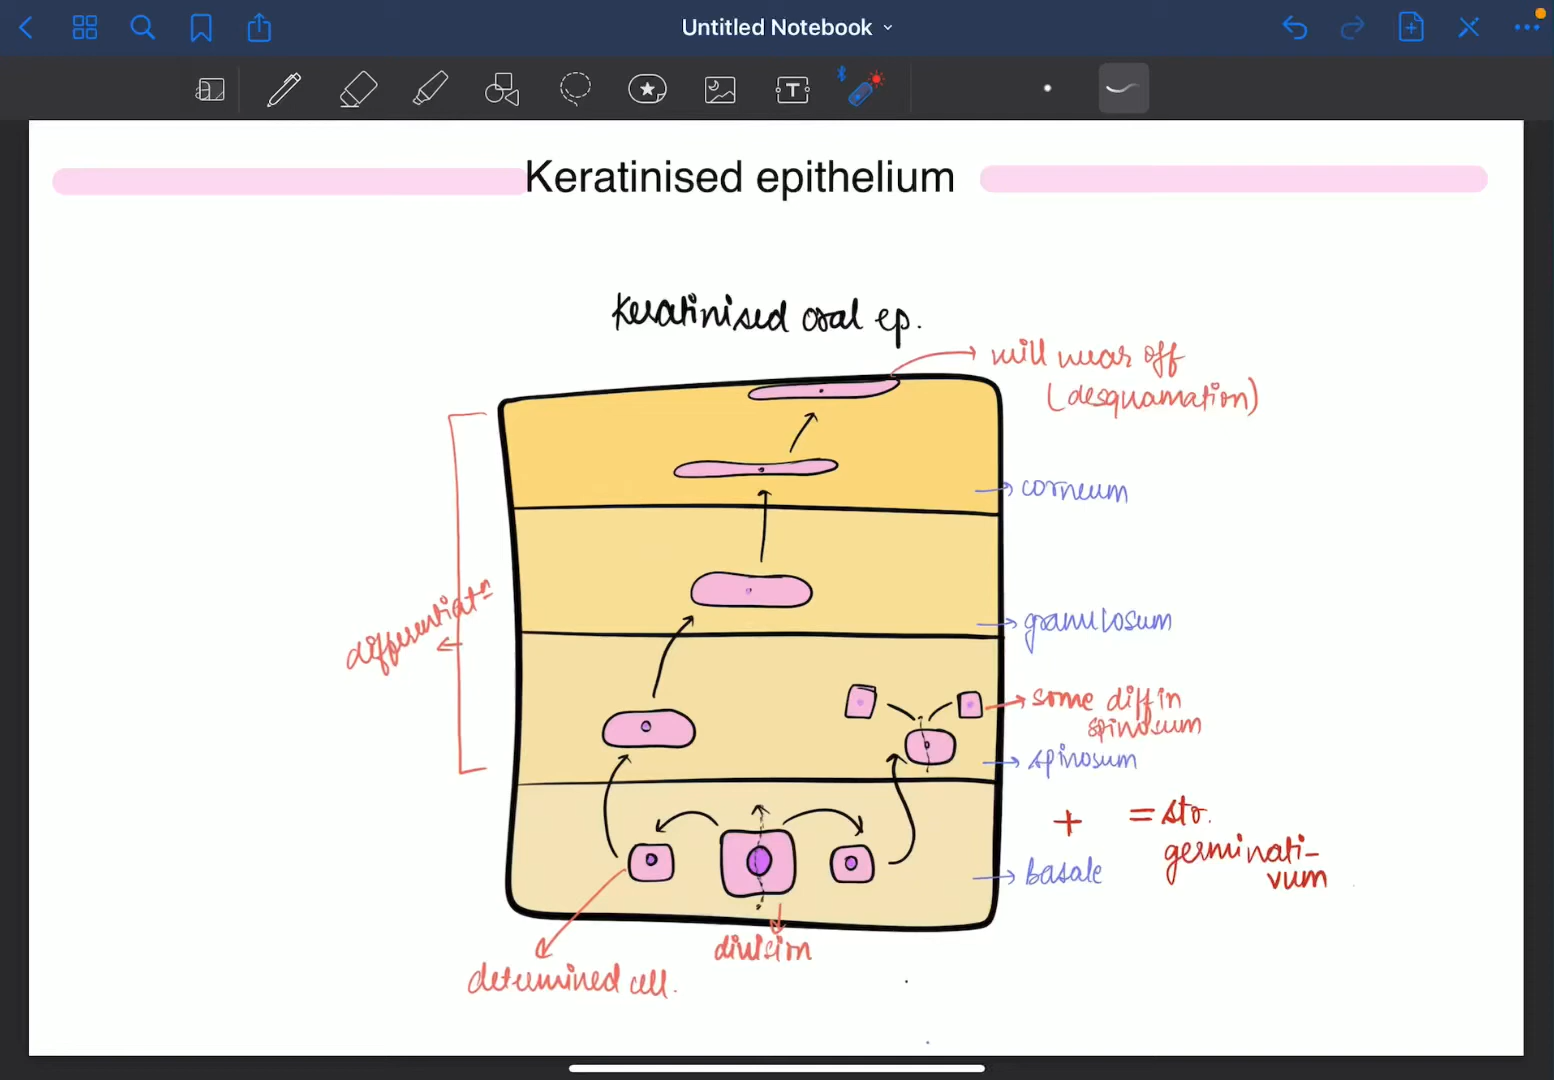 Untitled Notebook
T
Keratinised epithelium
Keratinised oral ep.
will wear off
(desquamation)
corneum
granulosum
differentiatn
some diff in
spinosum
spinosum
+ = str.
germinati-
vum
basale
division
determined cell.